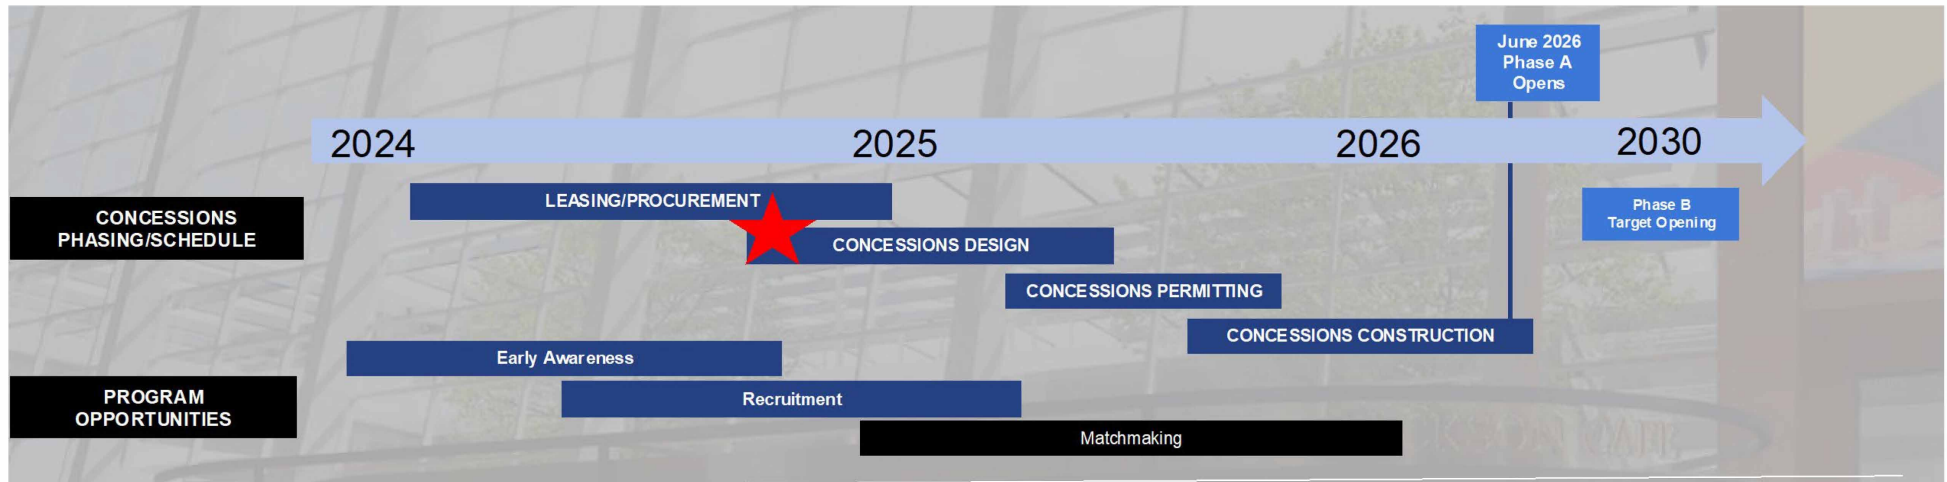 June 2026
Phase A
Opens
2024
2025
2026
2030
CONCESSIONS
PHASING/SCHEDULE
LEASING/PROCUREMENT
CONCESSIONS DESIGN
CONCESSIONS PERMITTING
CONCESSIONS CONSTRUCTION
Phase B
Target Opening
PROGRAM
OPPORTUNITIES
Early Awareness
Recruitment
Matchmaking